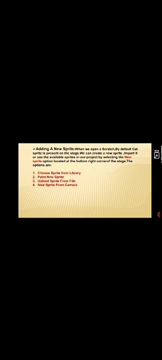 ➢ Adding A New Sprite:When we open a Scratch,By default Cat
sprite is present on the stage.We can create a new sprite ,Import it
or use the available sprites in our project by selecting the New
sprite option located at the bottom right corner of the stage.The
options are:
1. Choose Sprite from Library
2. Paint New Sprite
3. Upload Sprite From File
4. New Sprite From Camera